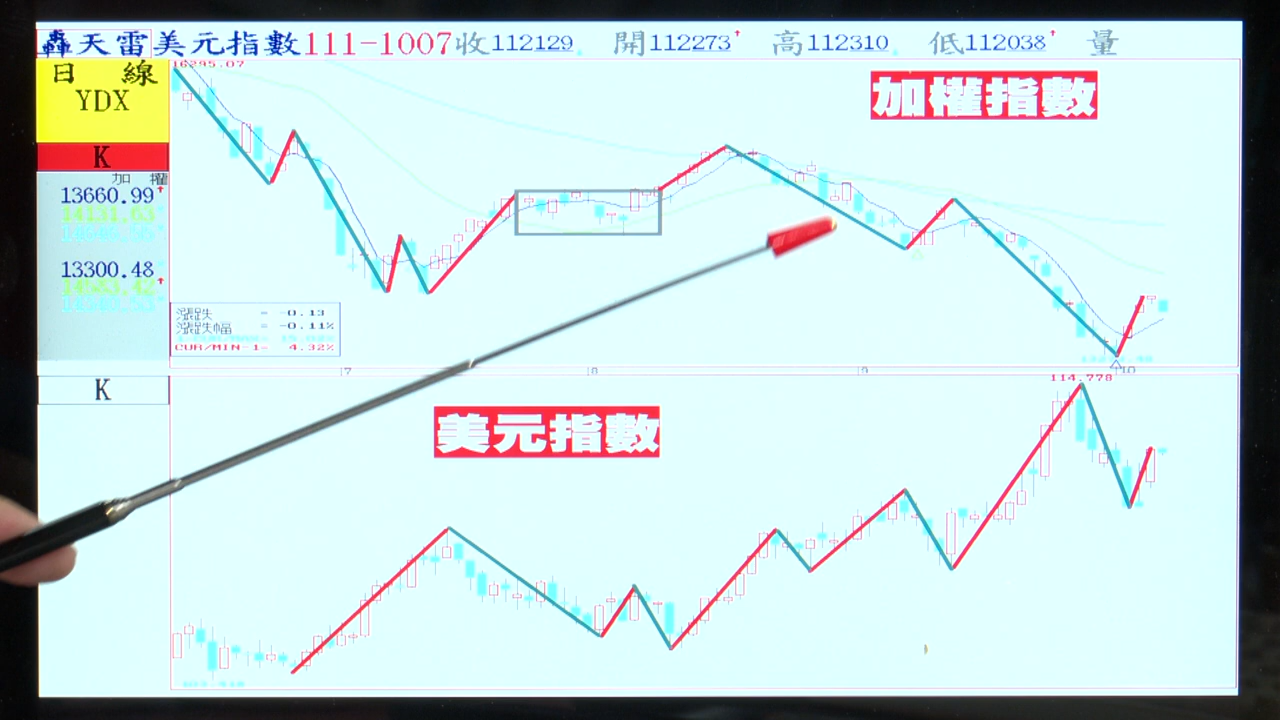 轟天雷美元指數111-1007收112129 開112273↑ 高112310 低112038↑ 量
日 線
YDX
K
加 權
13660.99↑
14131.63
13300.48
14583.42↑
16295.07
加權指數
漲跌 = -0.13
漲跌幅 = -0.11%
CUR/MIN-1= 4.32%
7 8 9 10
K
114.778
美元指數